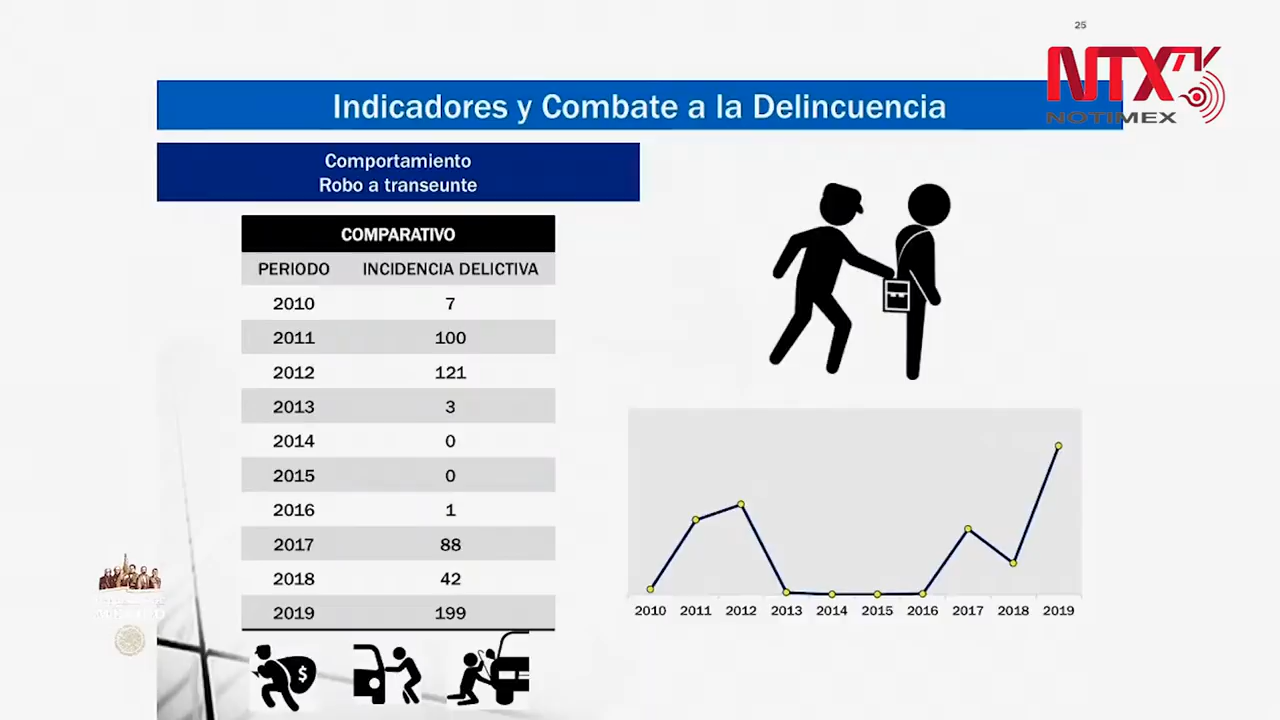 25
NTX TV
NOTIMEX
Indicadores y Combate a la Delincuencia
Comportamiento
Robo a transeunte
COMPARATIVO
PERIODO INCIDENCIA DELICTIVA
2010 7
2011 100
2012 121
2013 3
2014 0
2015 0
2016 1
2017 88
2018 42
2019 199
2010 2011 2012 2013 2014 2015 2016 2017 2018 2019
$